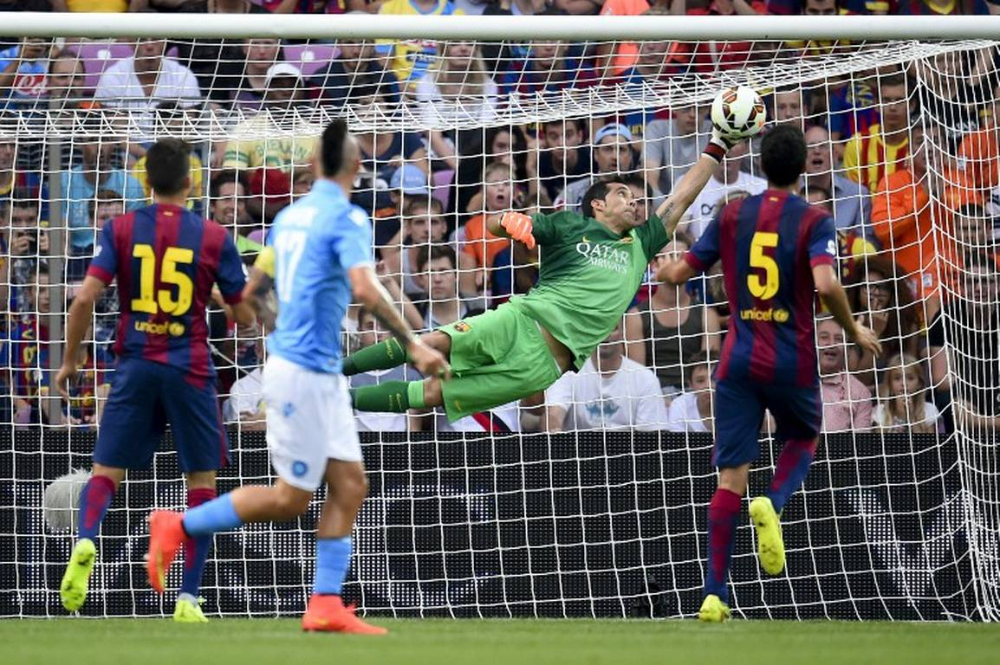 15
unicef
17
QATAR
AIRWAYS
5
unicef